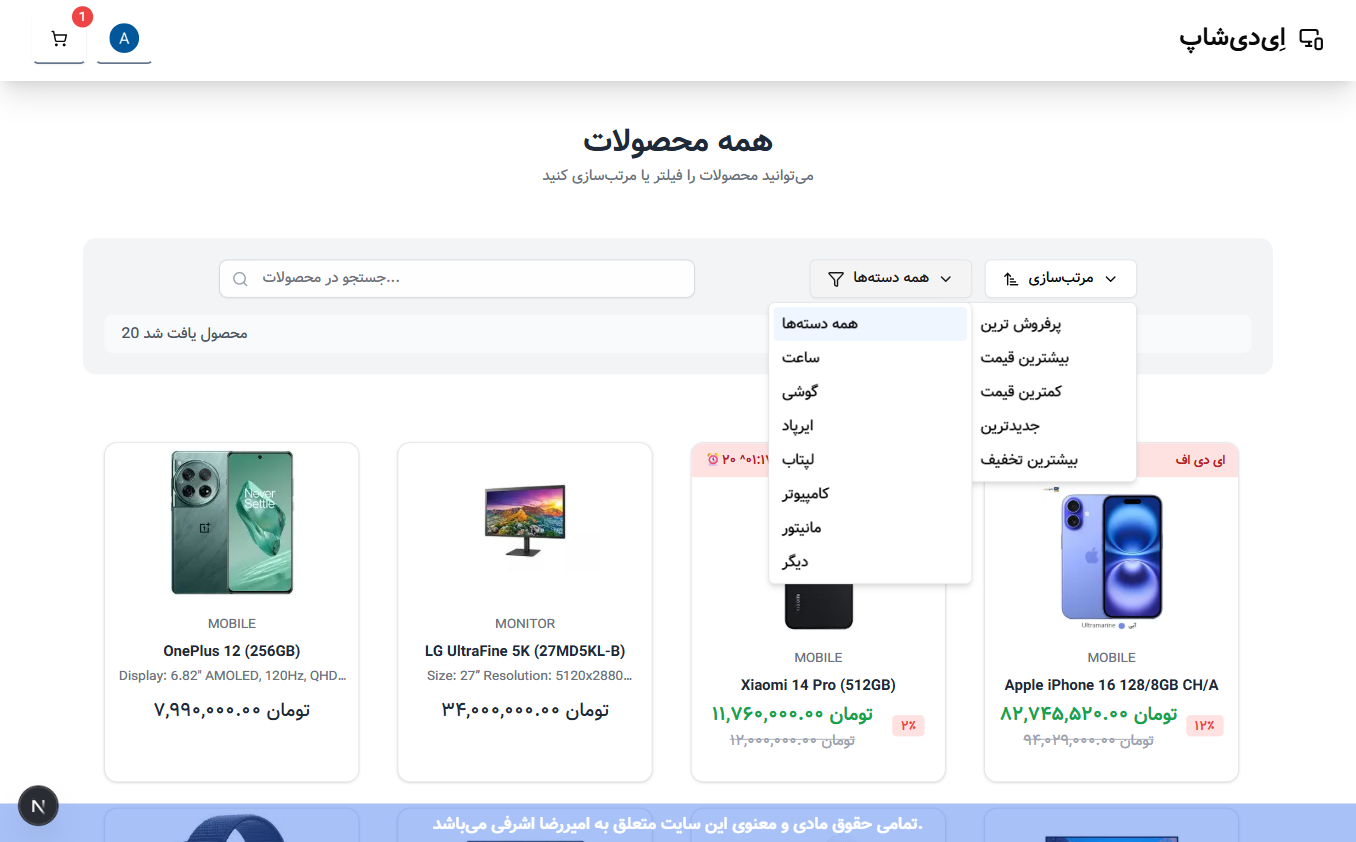 اِی‌دی‌شاپ
A
1
همه محصولات
می‌توانید محصولات را فیلتر یا مرتب‌سازی کنید
مرتب‌سازی
همه دسته‌ها
جستجو در محصولات...
محصول یافت شد 20
پرفروش ترین
بیشترین قیمت
کمترین قیمت
جدیدترین
بیشترین تخفیف
همه دسته‌ها
ساعت
گوشی
ایرپاد
لپتاب
کامپیوتر
مانیتور
دیگر
ای دی اف
Ultramarine آبی
MOBILE
Apple iPhone 16 128/8GB CH/A
۸۲,۷۴۵,۵۲۰.۰۰ تومان
۹۴,۰۲۹,۰۰۰.۰۰ تومان
۱۲٪
MOBILE
Xiaomi 14 Pro (512GB)
۱۱,۷۶۰,۰۰۰.۰۰ تومان
۱۲,۰۰۰,۰۰۰.۰۰ تومان
۲٪
MONITOR
LG UltraFine 5K (27MD5KL-B)
Size: 27” Resolution: 5120x2880...
۳۴,۰۰۰,۰۰۰.۰۰ تومان
Never
Settle
MOBILE
OnePlus 12 (256GB)
Display: 6.82" AMOLED, 120Hz, QHD...
۷,۹۹۰,۰۰۰.۰۰ تومان
N
تمامی حقوق مادی و معنوی این سایت متعلق به امیررضا اشرفی می‌باشد.